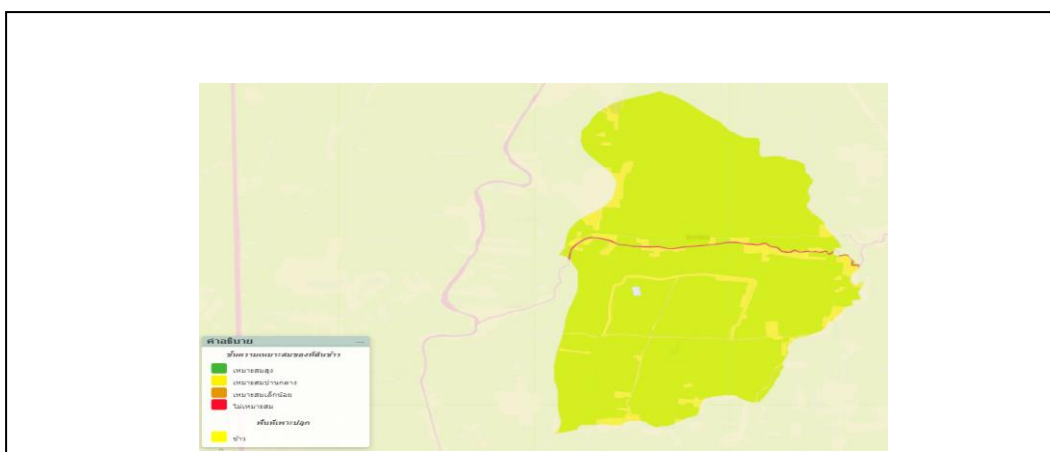 คำอธิบาย
ชั้นความเหมาะสมของที่ดินข้าว
เหมาะสมสูง
เหมาะสมปานกลาง
เหมาะสมเล็กน้อย
ไม่เหมาะสม
พื้นที่เพาะปลูก
ข้าว